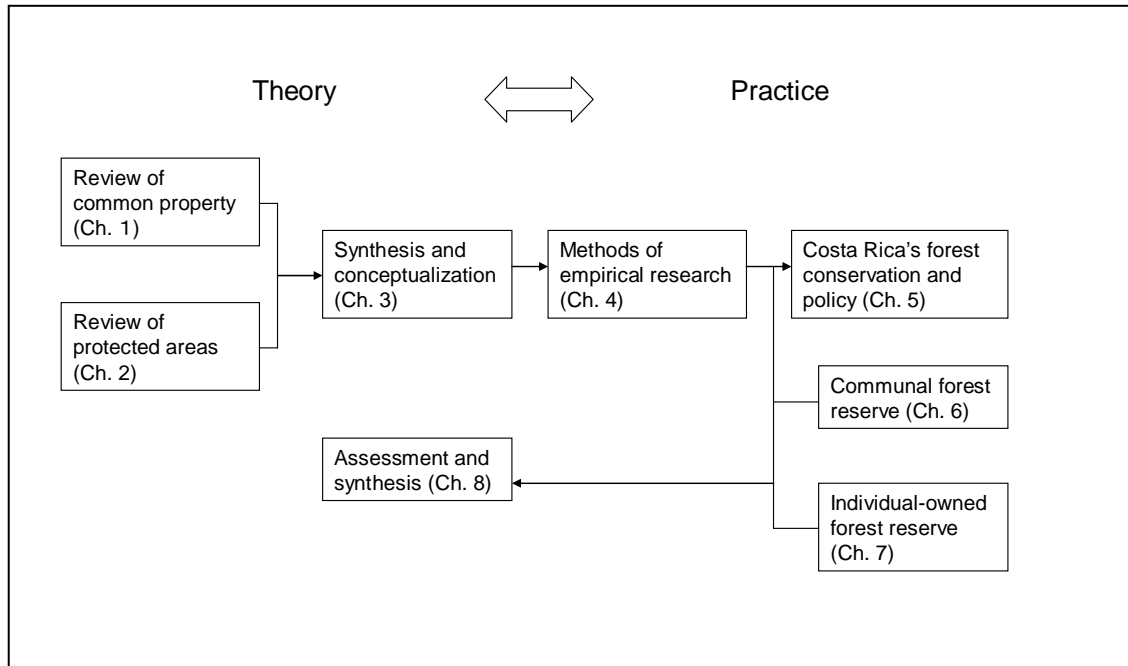 Theory
Practice
Review of
common property
(Ch. 1)
Review of
protected areas
(Ch. 2)
Synthesis and
conceptualization
(Ch. 3)
Methods of
empirical research
(Ch. 4)
Costa Rica’s forest
conservation and
policy (Ch. 5)
Communal forest
reserve (Ch. 6)
Assessment and
synthesis (Ch. 8)
Individual-owned
forest reserve
(Ch. 7)